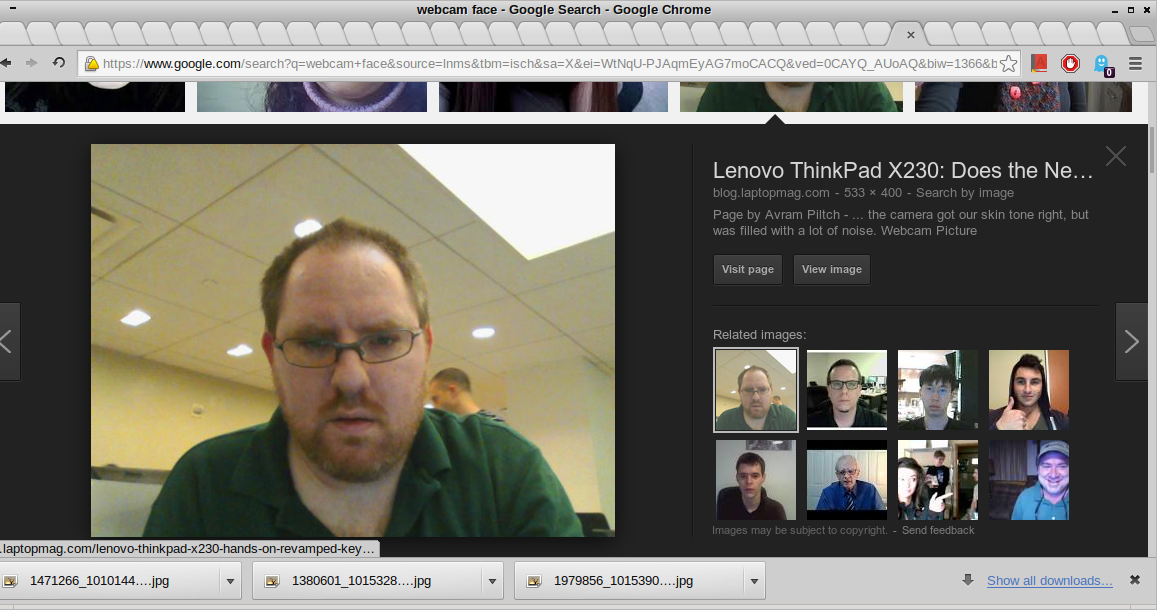 webcam face - Google Search - Google Chrome
https://www.google.com/search?q=webcam+face&source=lnms&tbm=isch&sa=X&ei=WtNqU-PJAqmEyAG7moCACQ&ved=0CAYQ_AUoAQ&biw=1366&b
0
Lenovo ThinkPad X230: Does the Ne...
blog.laptopmag.com - 533 × 400 - Search by image
Page by Avram Piltch - ... the camera got our skin tone right, but
was filled with a lot of noise. Webcam Picture
Visit page
View image
Related images:
Images may be subject to copyright. - Send feedback
.laptopmag.com/lenovo-thinkpad-x230-hands-on-revamped-key...
1471266_1010144....jpg
1380601_1015328....jpg
1979856_1015390....jpg
Show all downloads...